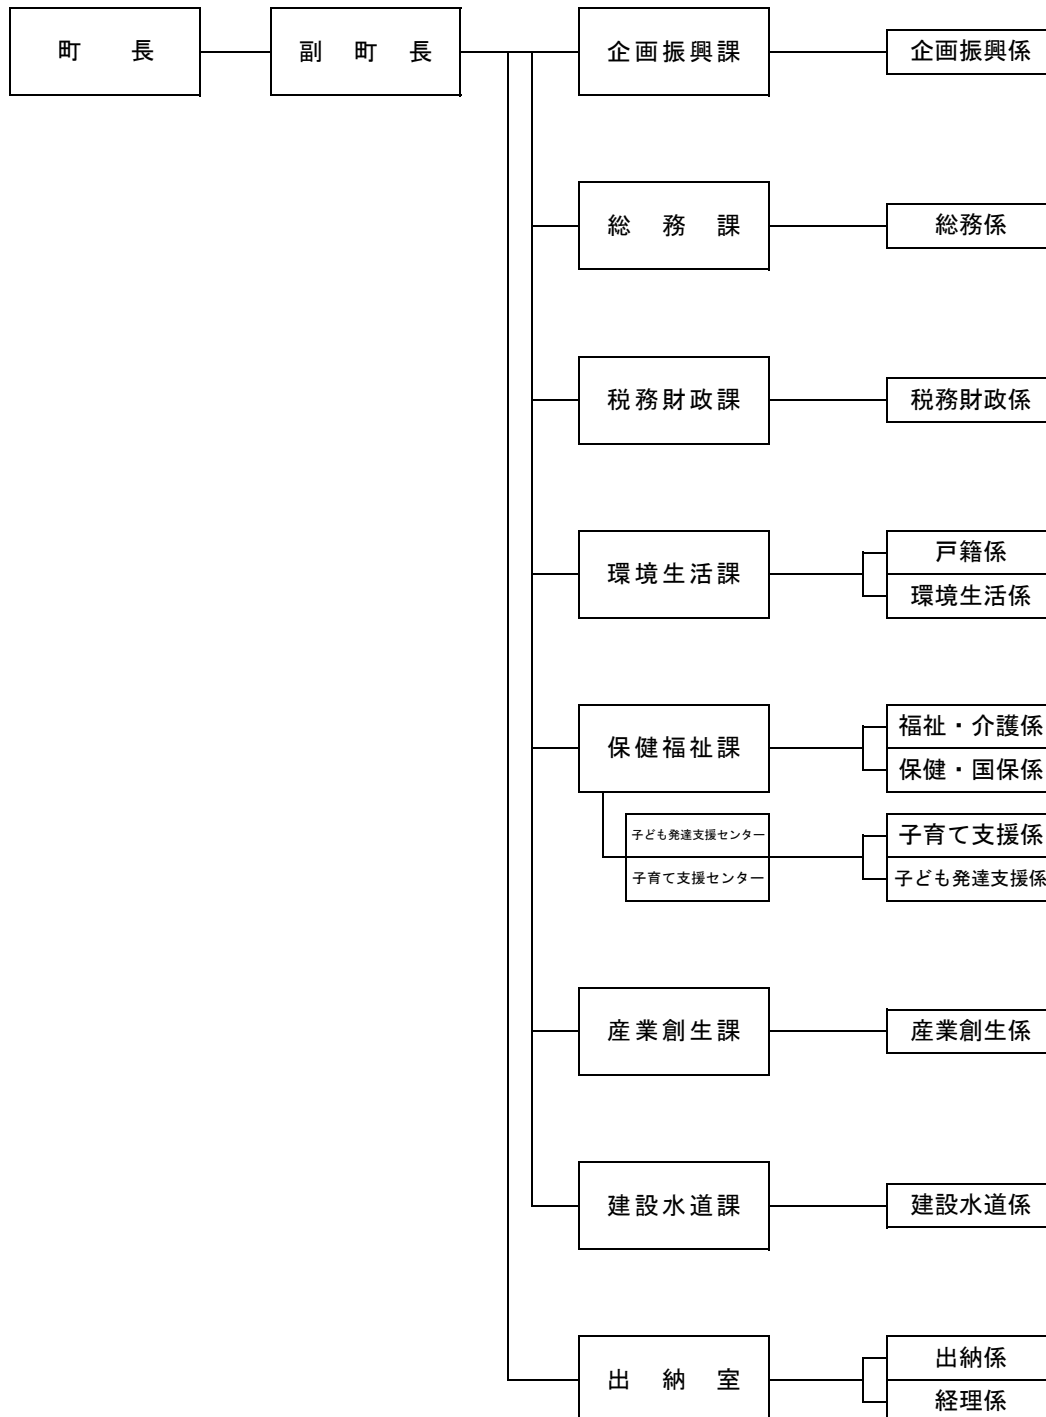 町　長
副　町　長
企画振興課
企画振興係
総　務　課
総務係
税務財政課
税務財政係
環境生活課
戸籍係
環境生活係
保健福祉課
福祉・介護係
保健・国保係
子ども発達支援センター
子育て支援センター
子育て支援係
子ども発達支援係
産業創生課
産業創生係
建設水道課
建設水道係
出　納　室
出納係
経理係